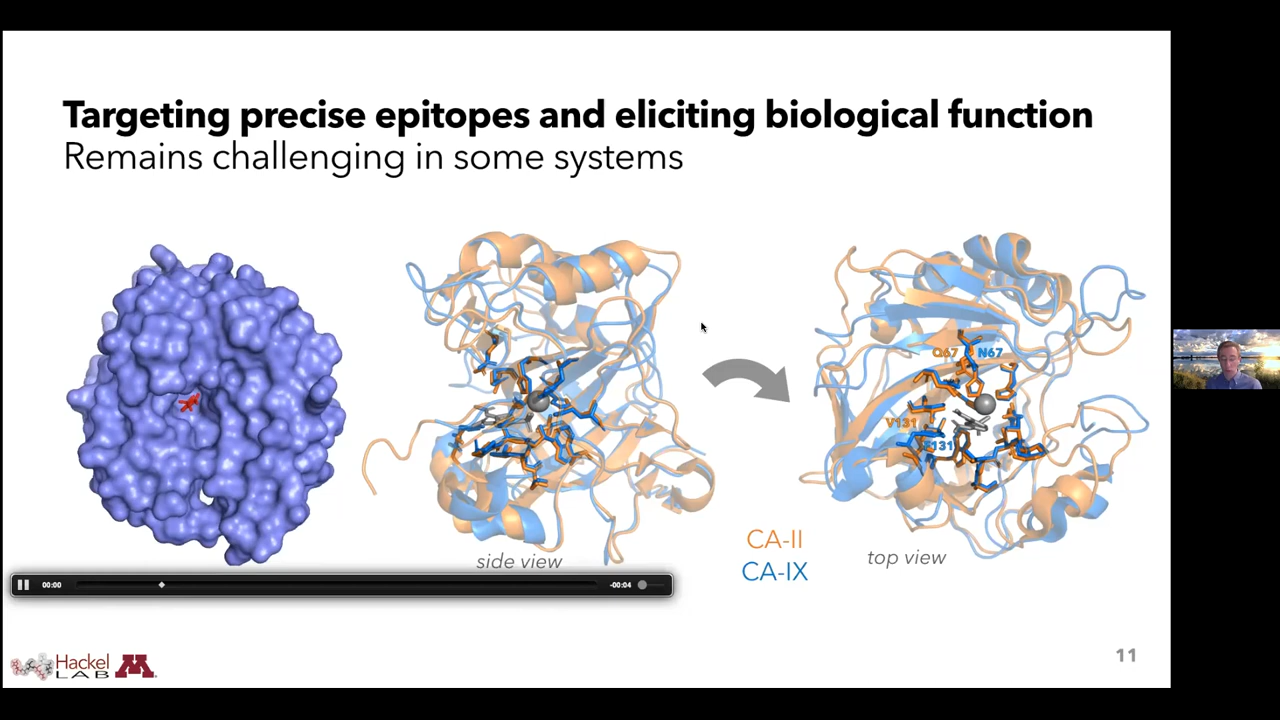 Targeting precise epitopes and eliciting biological function
Remains challenging in some systems
Q67
N67
V131
131
CA-II
CA-IX
side view
top view
00:00
-00:04
Hackel
LAB
M
11